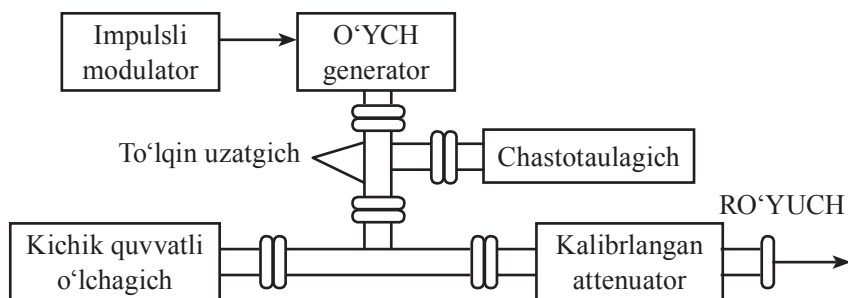 Impulsli
modulator
O‘YCH
generator
To‘lqin uzatgich
Chastotaulagich
RO‘YUCH
Kichik quvvatli
o‘lchagich
Kalibrlangan
attenuator